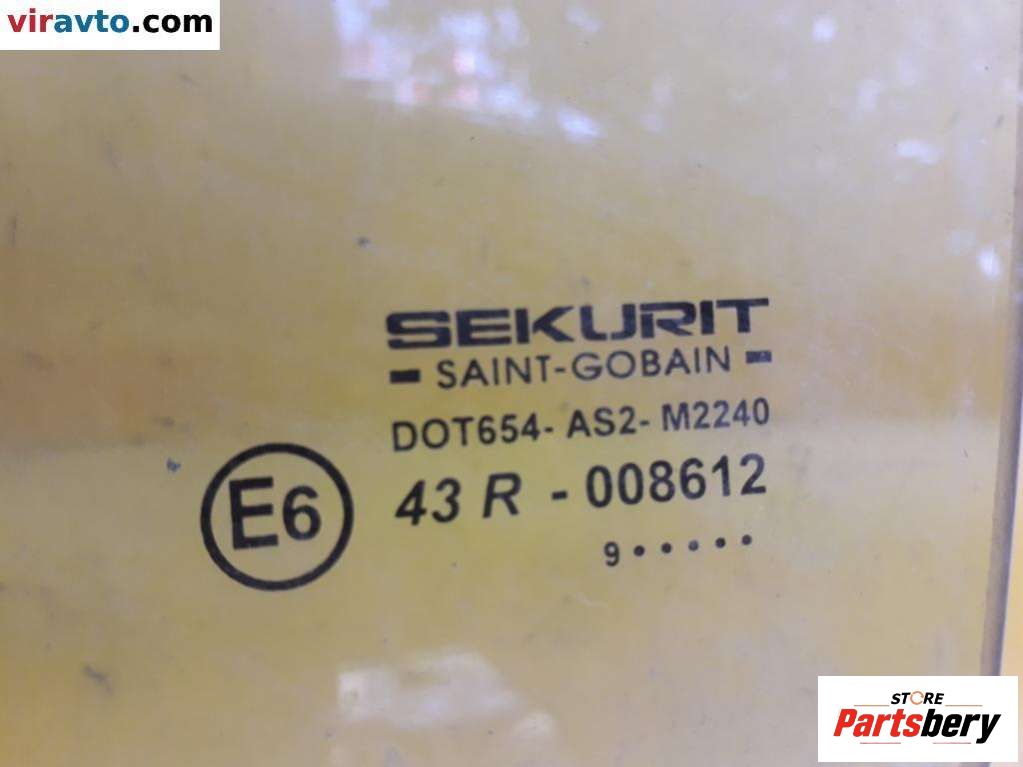 viravto.com
SEKURIT
SAINT-GOBAIN
DOT654- AS2- M2240
E6
43 R - 008612
9•••••
STORE
Partsbery